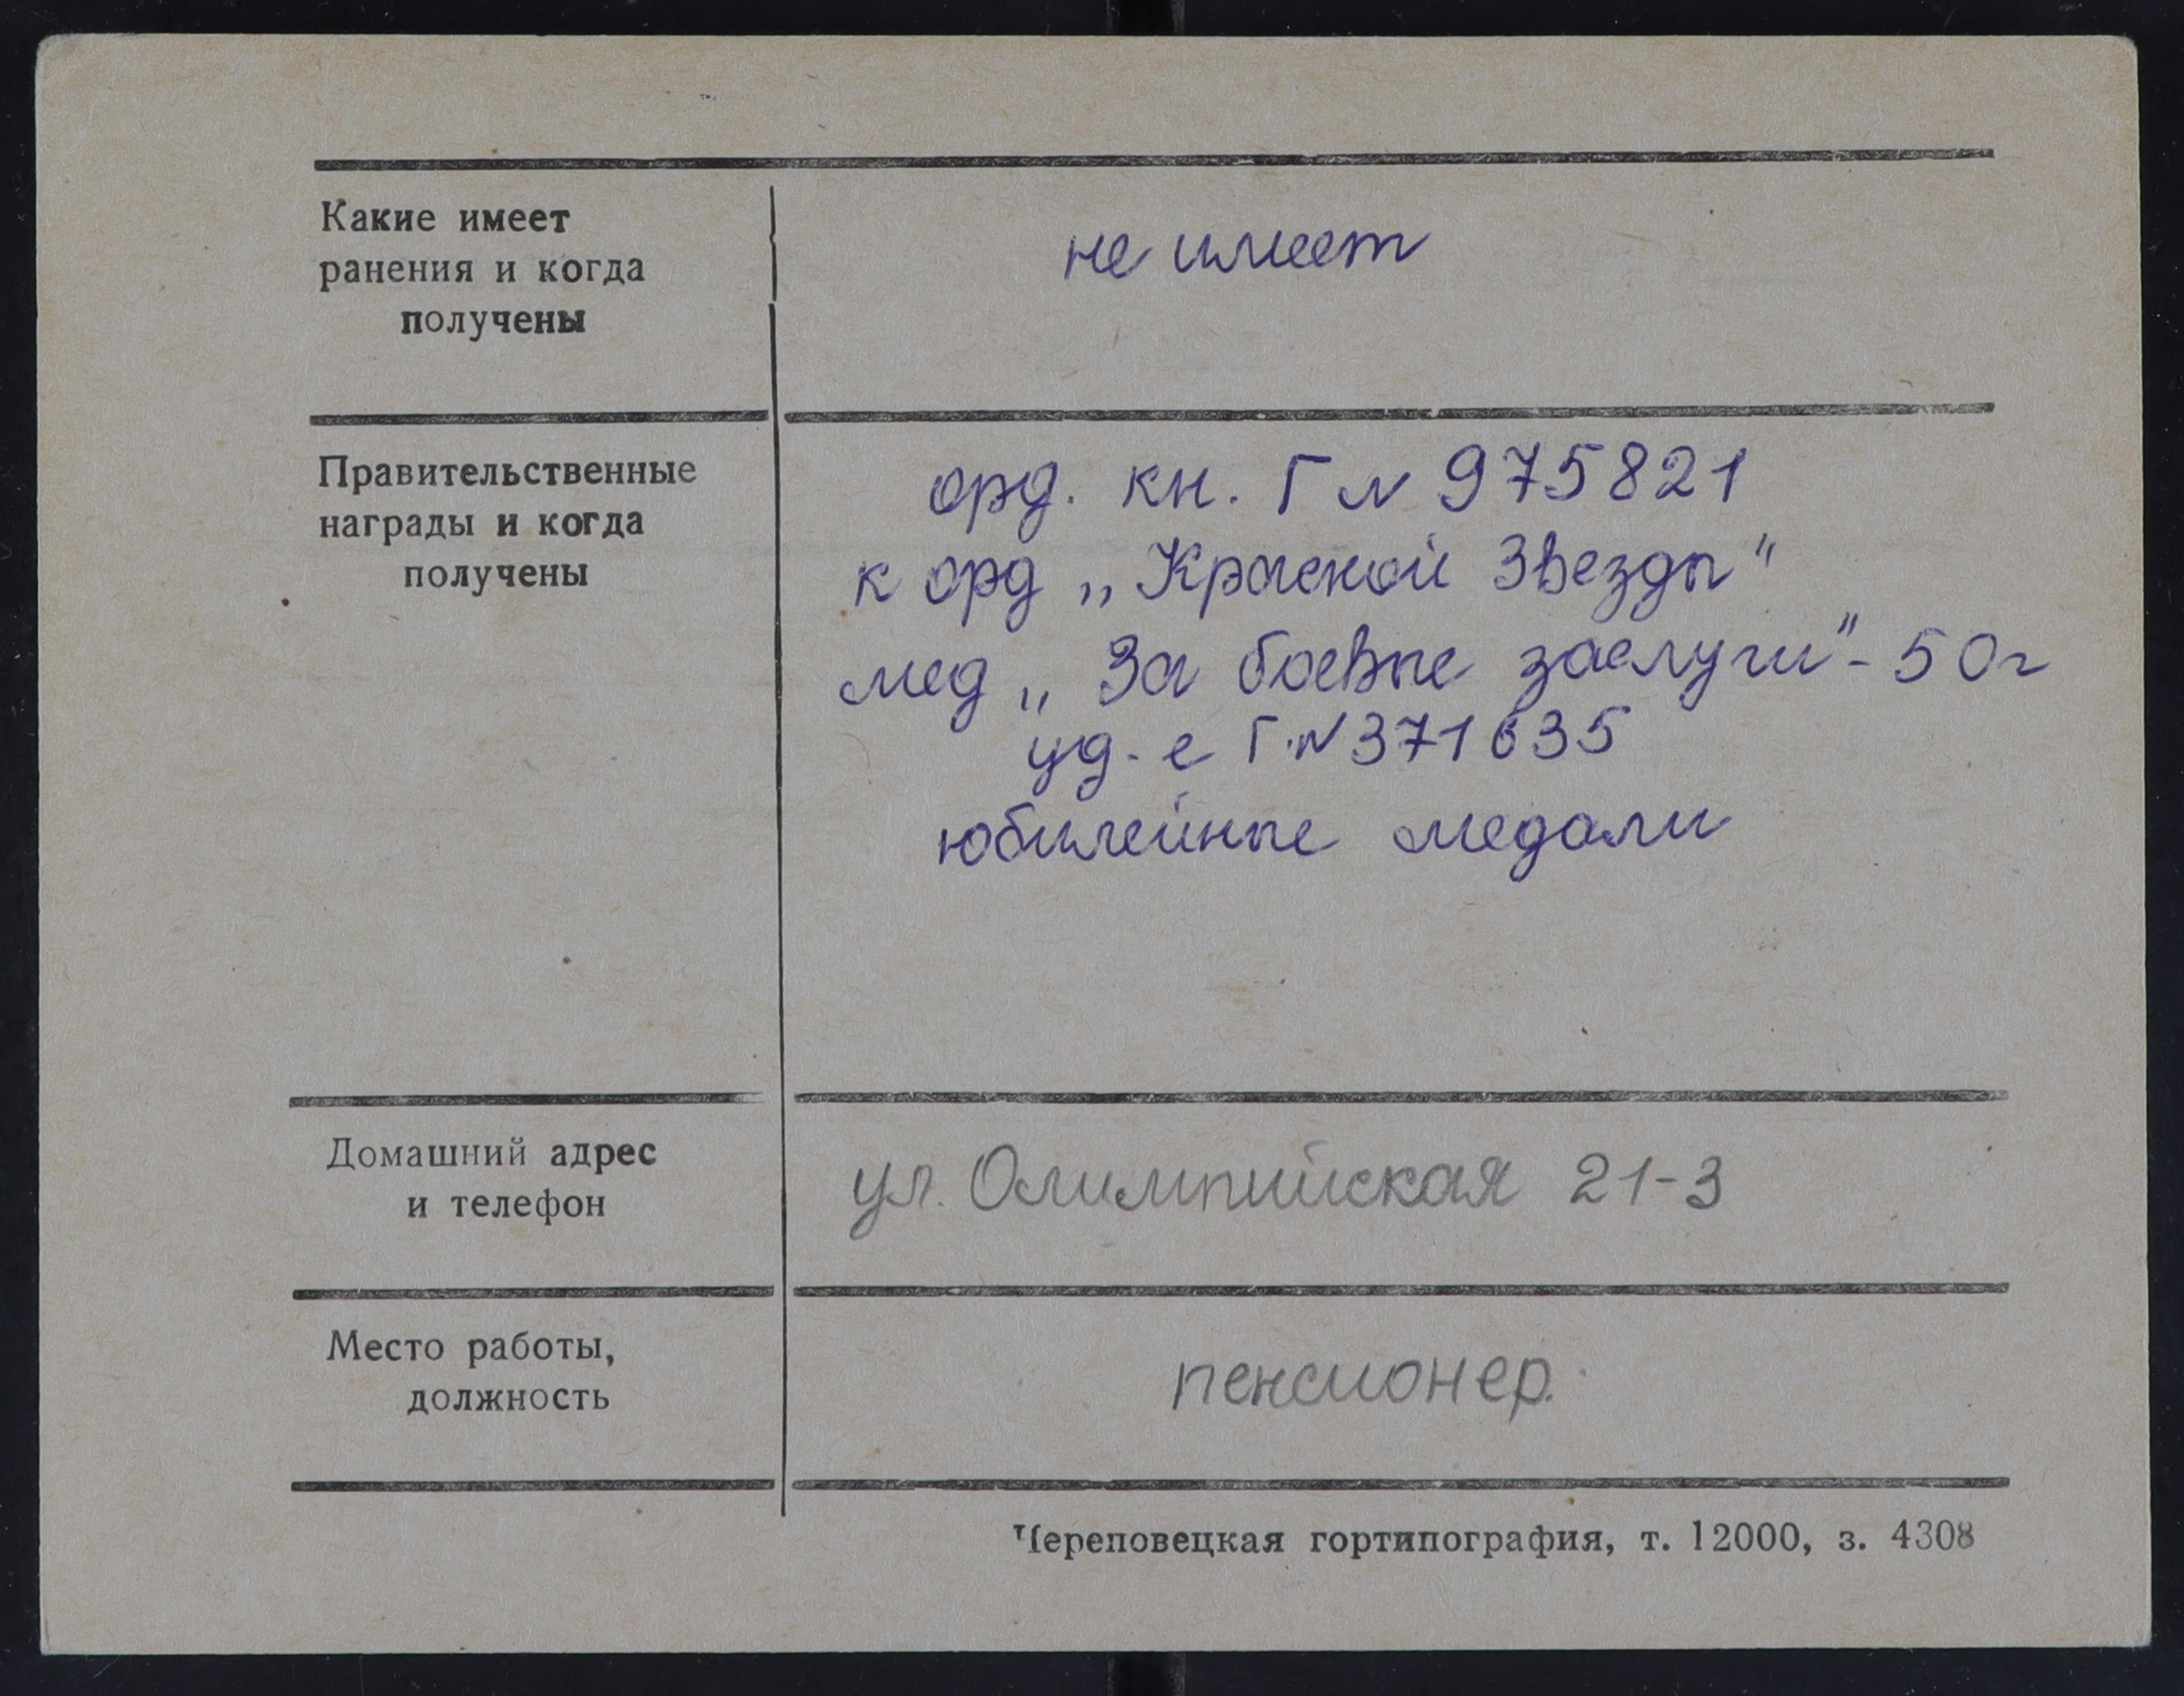 Какие имеет
ранения и когда
получены
не имеет
Правительственные
награды и когда
получены
орд. кн. Г № 975821
к орд „Красной Звезды"
мед „За боевые заслуги" - 50г
уд-е Г.№ 371635
юбилейные медали
Домашний адрес
и телефон
ул. Олимпийская 21-3
Место работы,
должность
пенсионер.
Череповецкая гортипография, т. 12000, з. 4308